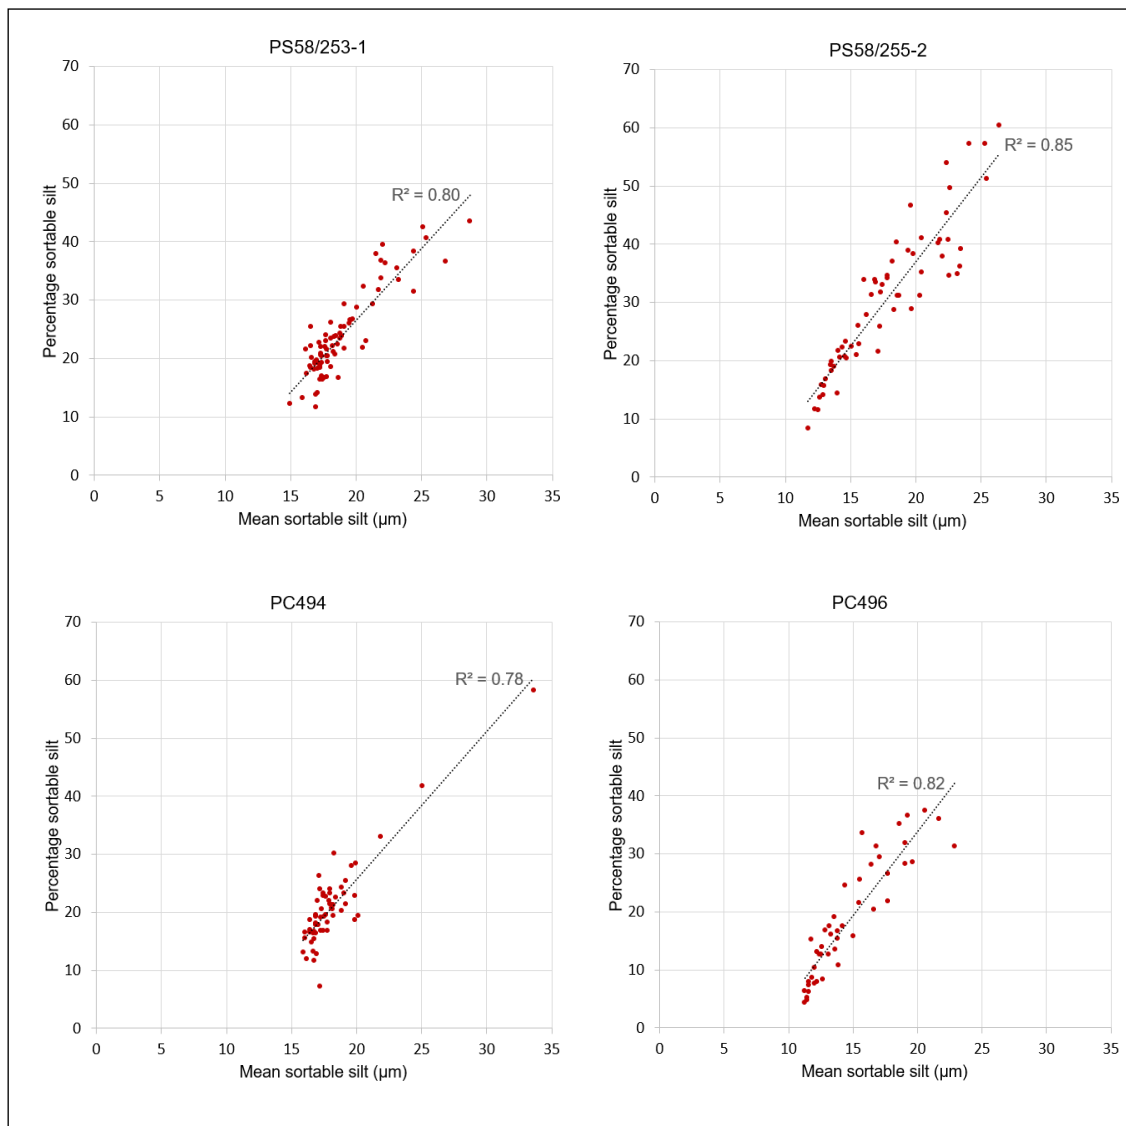 PS58/253-1
70
60
50
40
30
20
10
0
R² = 0.80
Percentage sortable silt
0 5 10 15 20 25 30 35
Mean sortable silt (µm)
PS58/255-2
70
60
50
40
30
20
10
0
R² = 0.85
Percentage sortable silt
0 5 10 15 20 25 30 35
Mean sortable silt (µm)
PC494
70
60
50
40
30
20
10
0
R² = 0.78
Percentage sortable silt
0 5 10 15 20 25 30 35
Mean sortable silt (µm)
PC496
70
60
50
40
30
20
10
0
R² = 0.82
Percentage sortable silt
0 5 10 15 20 25 30 35
Mean sortable silt (µm)